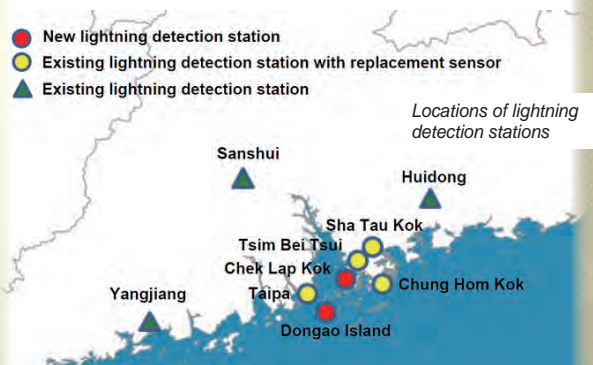 New lightning detection station
Existing lightning detection station with replacement sensor
Existing lightning detection station
Locations of lightning
detection stations
Sanshui
Huidong
Sha Tau Kok
Tsim Bei Tsui
Chek Lap Kok
Chung Hom Kok
Yangjiang
Taipa
Dongao Island